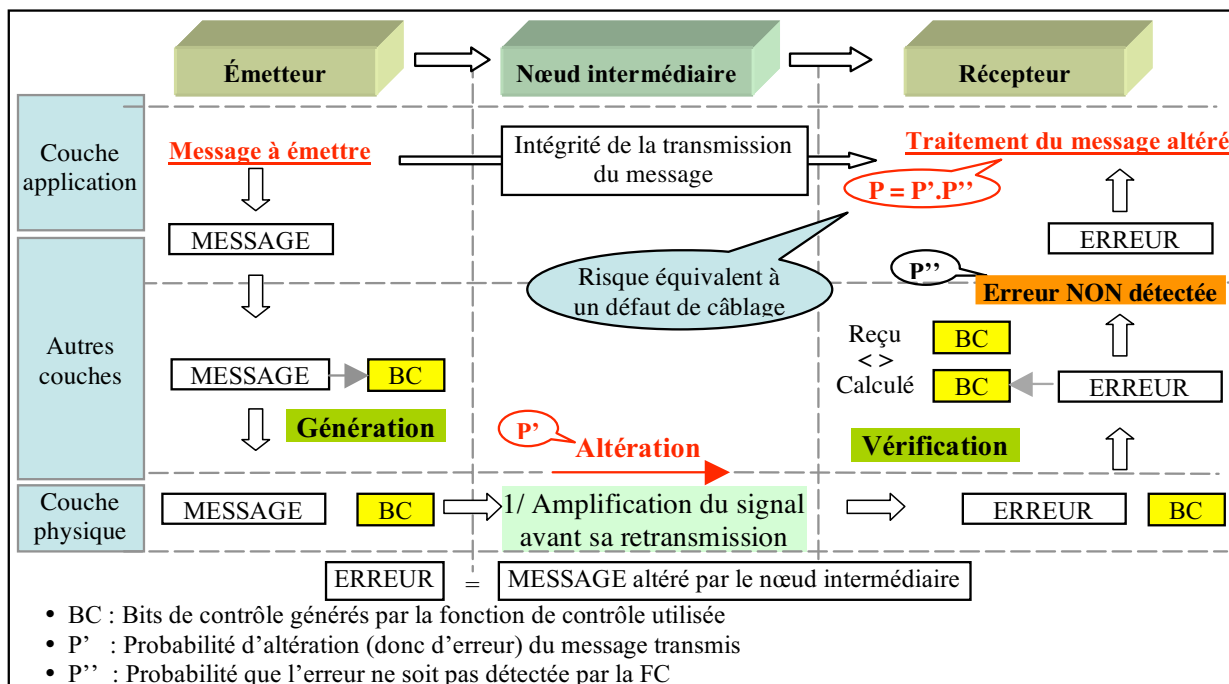 Émetteur
Nœud intermédiaire
Récepteur
Couche
application
Message à émettre
Intégrité de la transmission
du message
Traitement du message altéré
P = P’.P’’
MESSAGE
ERREUR
Risque équivalent à
un défaut de câblage
P’’
Erreur NON détectée
Autres
couches
Reçu
< >
Calculé
BC
MESSAGE
BC
BC
ERREUR
Génération
P’
Altération
Vérification
Couche
physique
MESSAGE
BC
1/ Amplification du signal
avant sa retransmission
ERREUR
BC
ERREUR = MESSAGE altéré par le nœud intermédiaire
• BC : Bits de contrôle générés par la fonction de contrôle utilisée
• P’ : Probabilité d’altération (donc d’erreur) du message transmis
• P’’ : Probabilité que l’erreur ne soit pas détectée par la FC